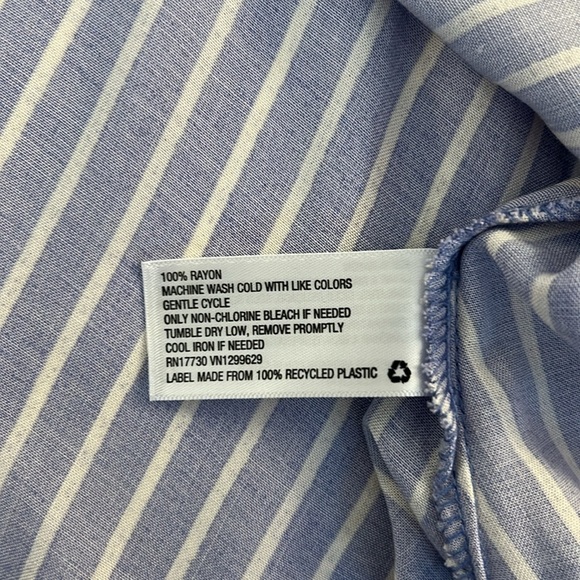 100% RAYON
MACHINE WASH COLD WITH LIKE COLORS
GENTLE CYCLE
ONLY NON-CHLORINE BLEACH IF NEEDED
TUMBLE DRY LOW, REMOVE PROMPTLY
COOL IRON IF NEEDED
RN17730 VN1299629
LABEL MADE FROM 100% RECYCLED PLASTIC